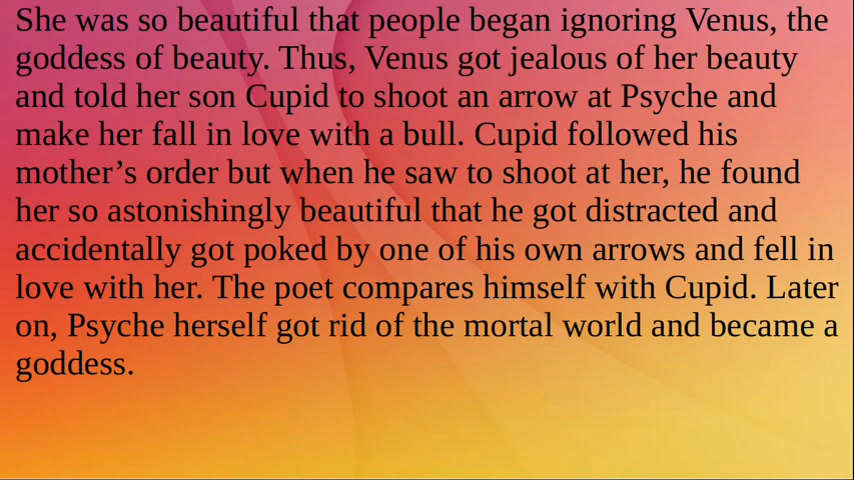 She was so beautiful that people began ignoring Venus, the
goddess of beauty. Thus, Venus got jealous of her beauty
and told her son Cupid to shoot an arrow at Psyche and
make her fall in love with a bull. Cupid followed his
mother’s order but when he saw to shoot at her, he found
her so astonishingly beautiful that he got distracted and
accidentally got poked by one of his own arrows and fell in
love with her. The poet compares himself with Cupid. Later
on, Psyche herself got rid of the mortal world and became a
goddess.